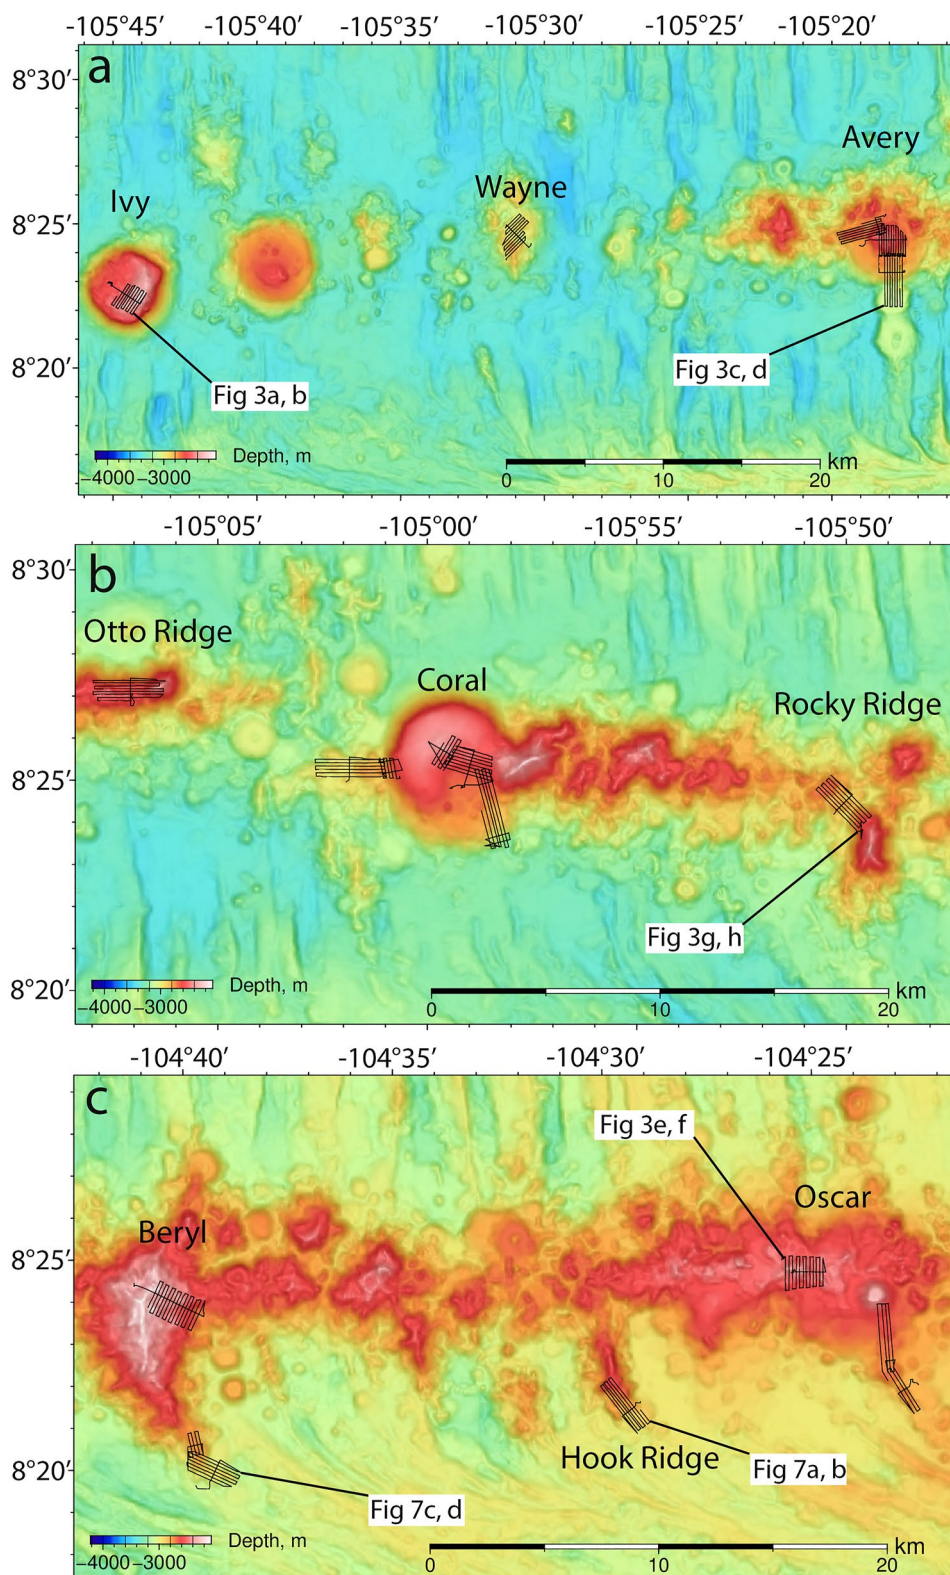 -105°45′ -105°40′ -105°35′ -105°30′ -105°25′ -105°20′
a
8°30′
Avery
Wayne
Ivy
8°25′
8°20′
Fig 3c, d
Fig 3a, b
Depth, m
-4000 -3000
km
0 10 20
-105°05′ -105°00′ -105°55′ -105°50′
8°30′
b
Otto Ridge
Coral
Rocky Ridge
8°25′
Fig 3g, h
8°20′
Depth, m
-4000 -3000
km
0 10 20
-104°40′ -104°35′ -104°30′ -104°25′
c
Fig 3e, f
Oscar
Beryl
8°25′
Hook Ridge
8°20′
Fig 7a, b
Fig 7c, d
Depth, m
-4000 -3000
km
0 10 20